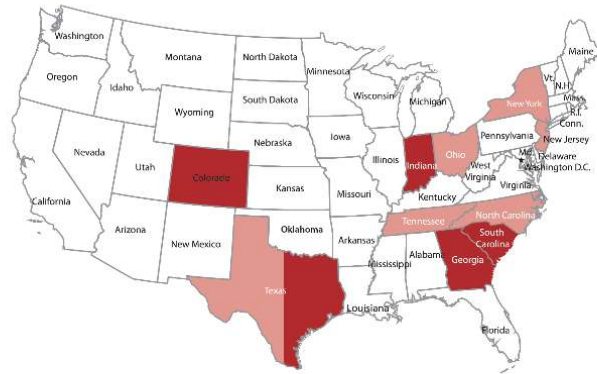 Washington
Oregon
Idaho
Montana
Wyoming
Nevada
Utah
California
Arizona
Colorado
New Mexico
North Dakota
South Dakota
Nebraska
Kansas
Oklahoma
Texas
Minnesota
Iowa
Missouri
Arkansas
Louisiana
Wisconsin
Illinois
Michigan
Indiana
Ohio
Kentucky
Tennessee
Mississippi
Alabama
Georgia
Florida
South
Carolina
North Carolina
Virginia
West
Virginia
Pennsylvania
New York
Vt.
N.H.
Maine
Mass.
R.I.
Conn.
New Jersey
Md.
Delaware
Washington D.C.